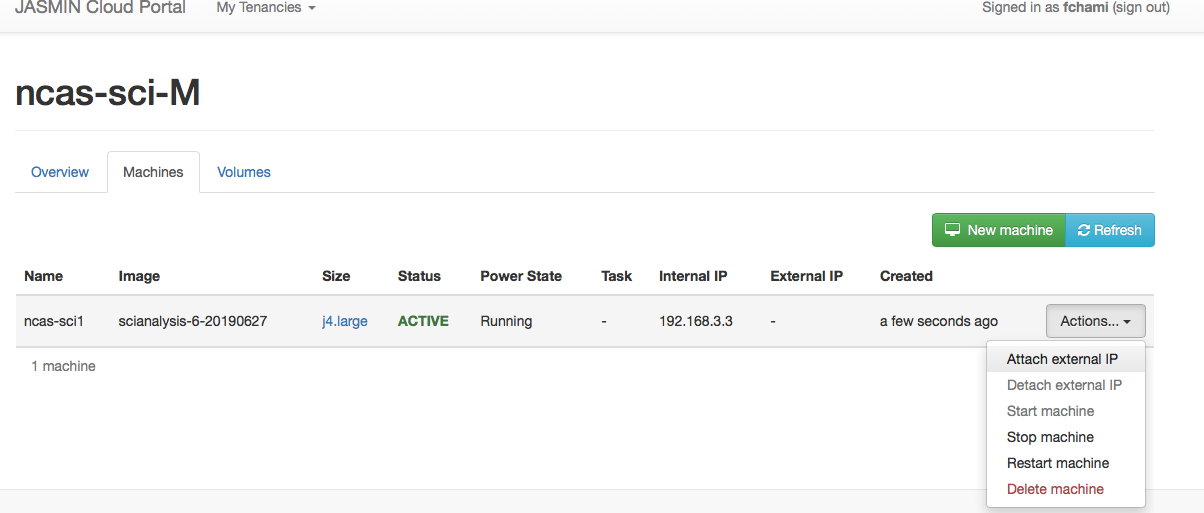 JASMIN Cloud Portal My Tenancies Signed in as fchami (sign out)
ncas-sci-M
Overview Machines Volumes
New machine Refresh
Name Image Size Status Power State Task Internal IP External IP Created
ncas-sci1 scianalysis-6-20190627 j4.large ACTIVE Running - 192.168.3.3 - a few seconds ago Actions...
1 machine
Attach external IP
Detach external IP
Start machine
Stop machine
Restart machine
Delete machine